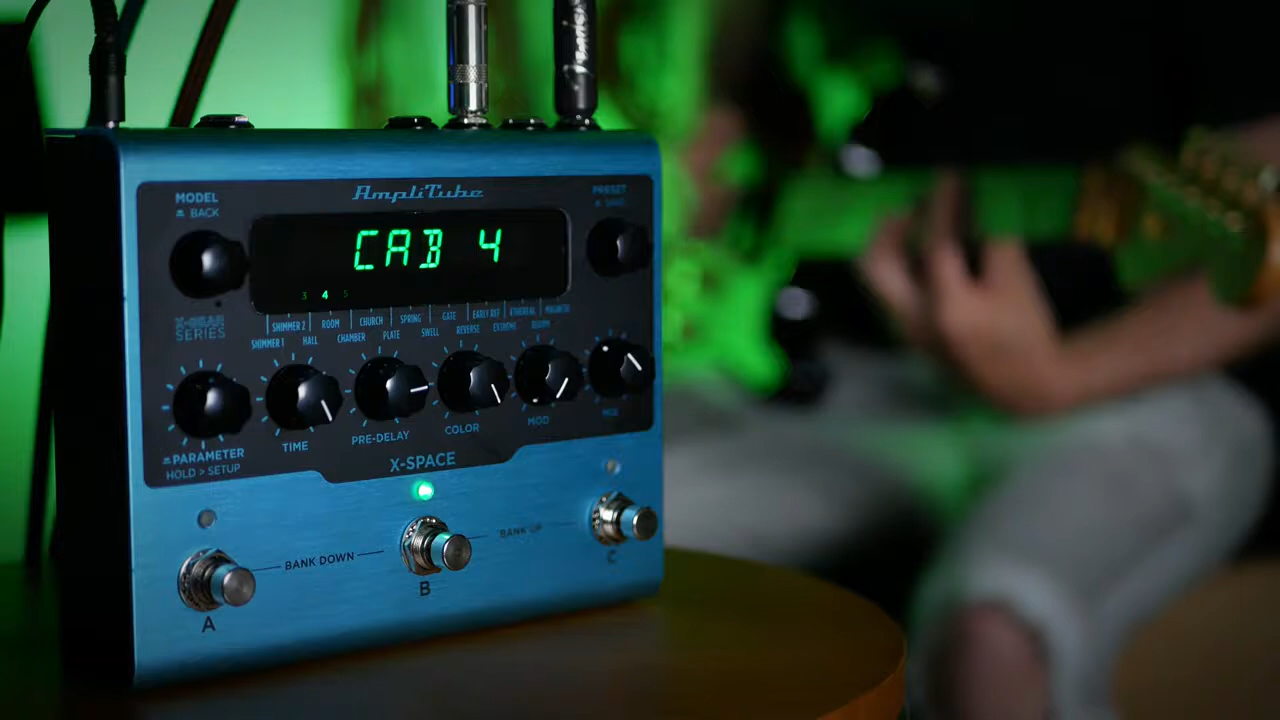 Fender
AmpliTube
MODEL
BACK
PRESET
CAB 4
3 4 5
X-GEAR
SERIES
SHIMMER 2 ROOM CHURCH SPRING GATE EARLY REF ETHEREAL MAGNETO
SHIMMER 1 HALL CHAMBER PLATE SWELL REVERSE EXTREME BLOOM
PARAMETER
HOLD > SETUP
TIME
PRE-DELAY
COLOR
MOD
MIX
X-SPACE
BANK DOWN
BANK UP
A
B
C